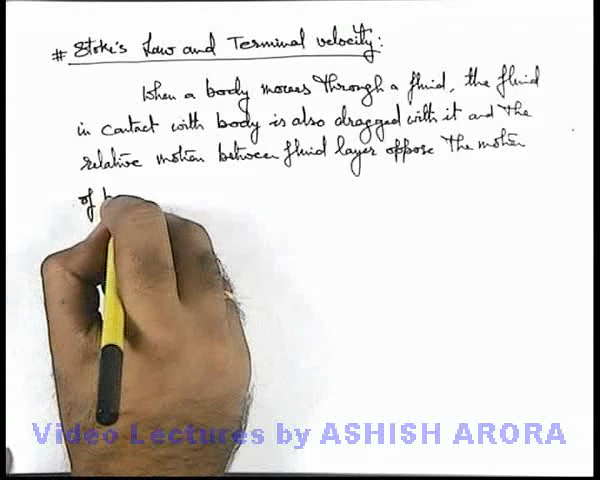 # Stoke's Law and Terminal velocity:
When a body moves through a fluid, the fluid
in contact with body is also dragged with it and the
relative motion between fluid layer oppose the motion
of
Video Lectures by ASHISH ARORA